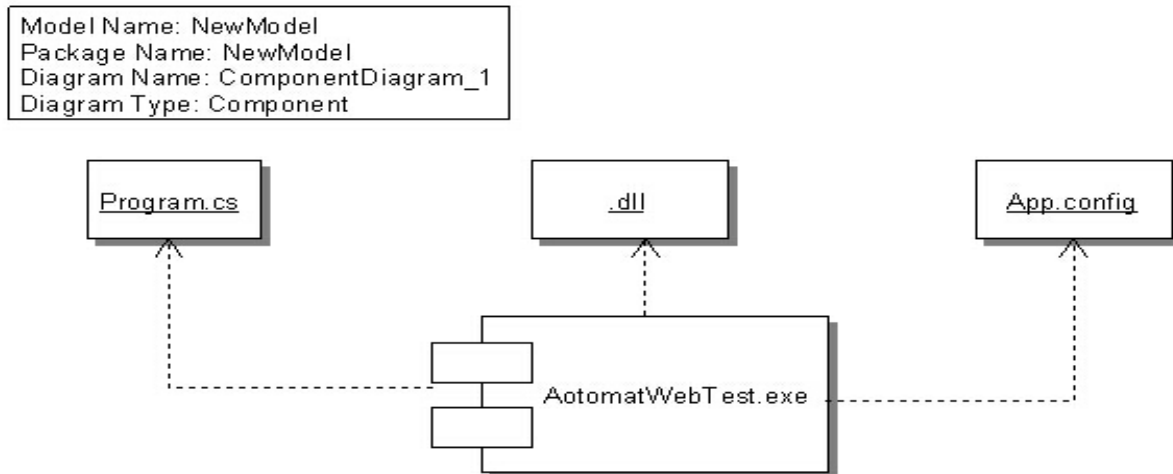 Model Name: NewModel
Package Name: NewModel
Diagram Name: ComponentDiagram_1
Diagram Type: Component
Program.cs
.dll
App.config
AotomatWebTest.exe